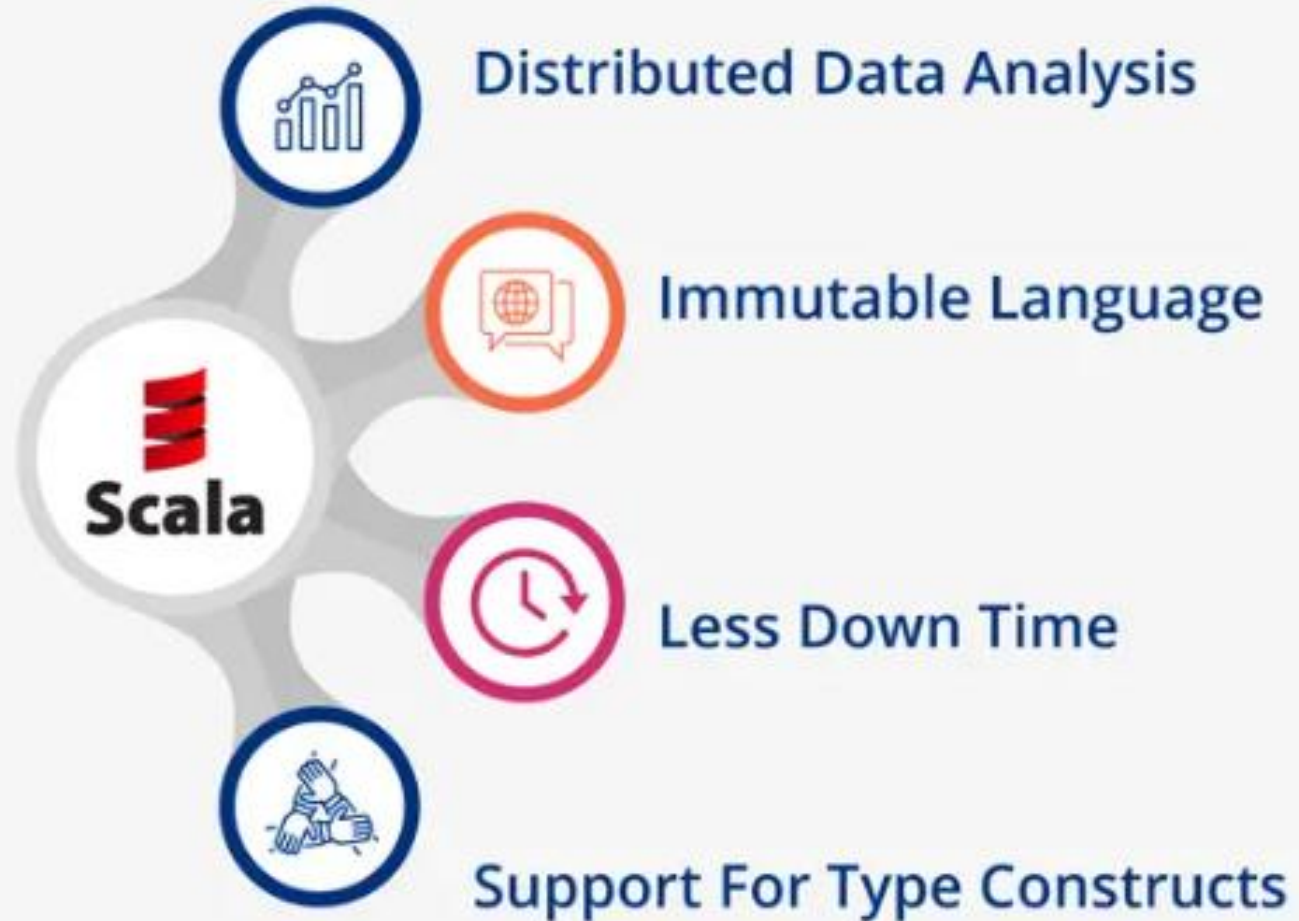 Distributed Data Analysis
Immutable Language
Scala
Less Down Time
Support For Type Constructs